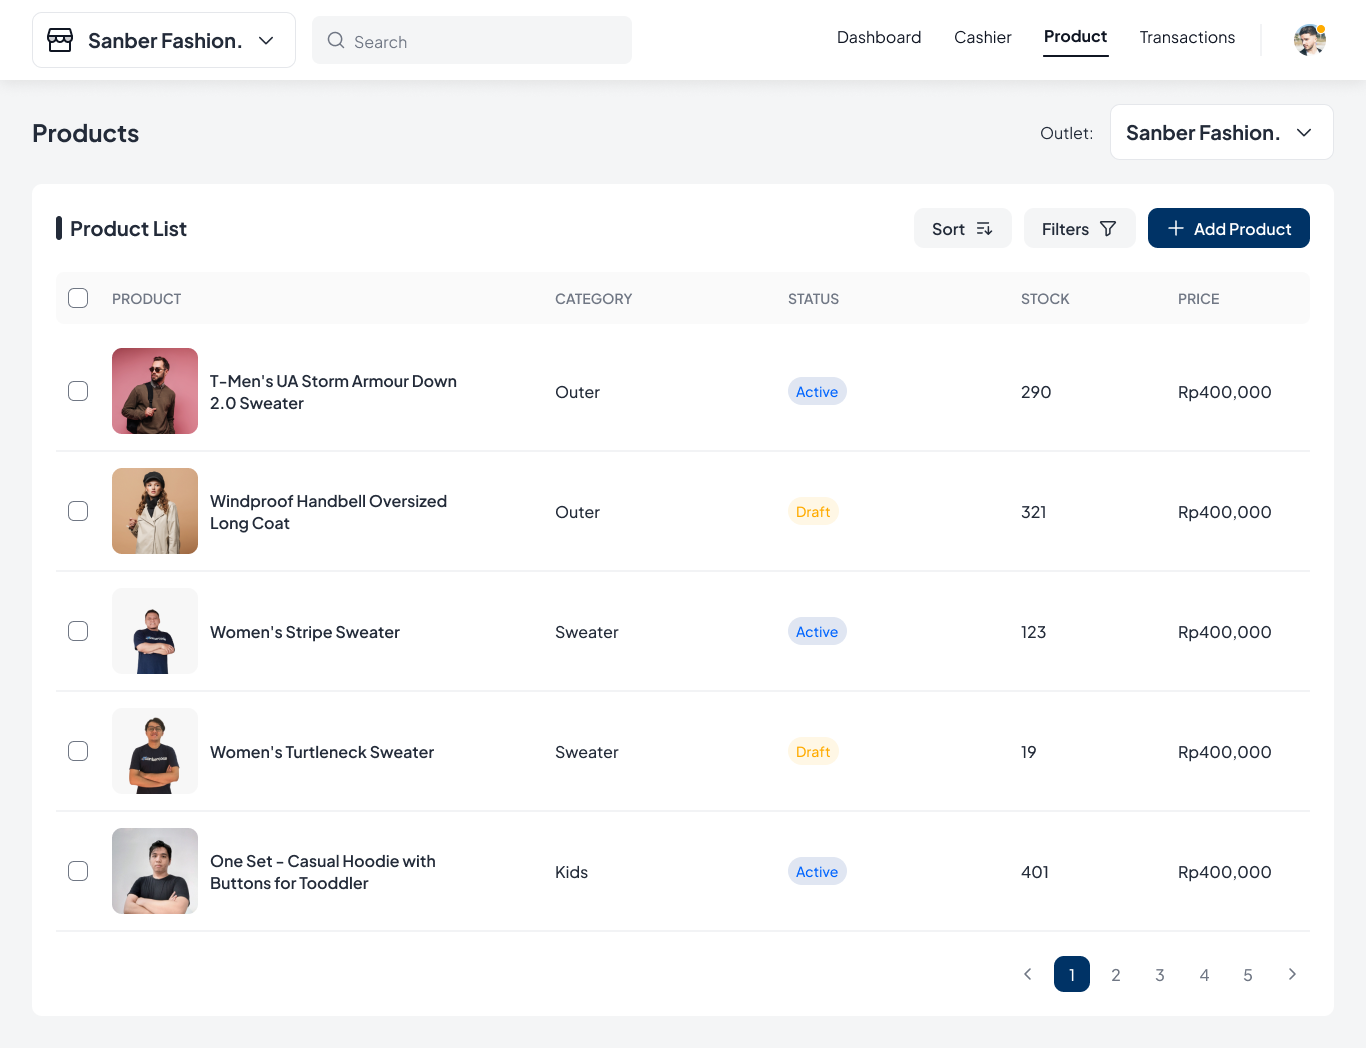 Sanber Fashion.
Search
Dashboard
Cashier
Product
Transactions
Products
Outlet:
Sanber Fashion.
Product List
Sort
Filters
Add Product
PRODUCT
CATEGORY
STATUS
STOCK
PRICE
T-Men's UA Storm Armour Down
2.0 Sweater
Outer
Active
290
Rp400,000
Windproof Handbell Oversized
Long Coat
Outer
Draft
321
Rp400,000
Women's Stripe Sweater
Sweater
Active
123
Rp400,000
Women's Turtleneck Sweater
Sweater
Draft
19
Rp400,000
One Set - Casual Hoodie with
Buttons for Tooddler
Kids
Active
401
Rp400,000
1
2
3
4
5